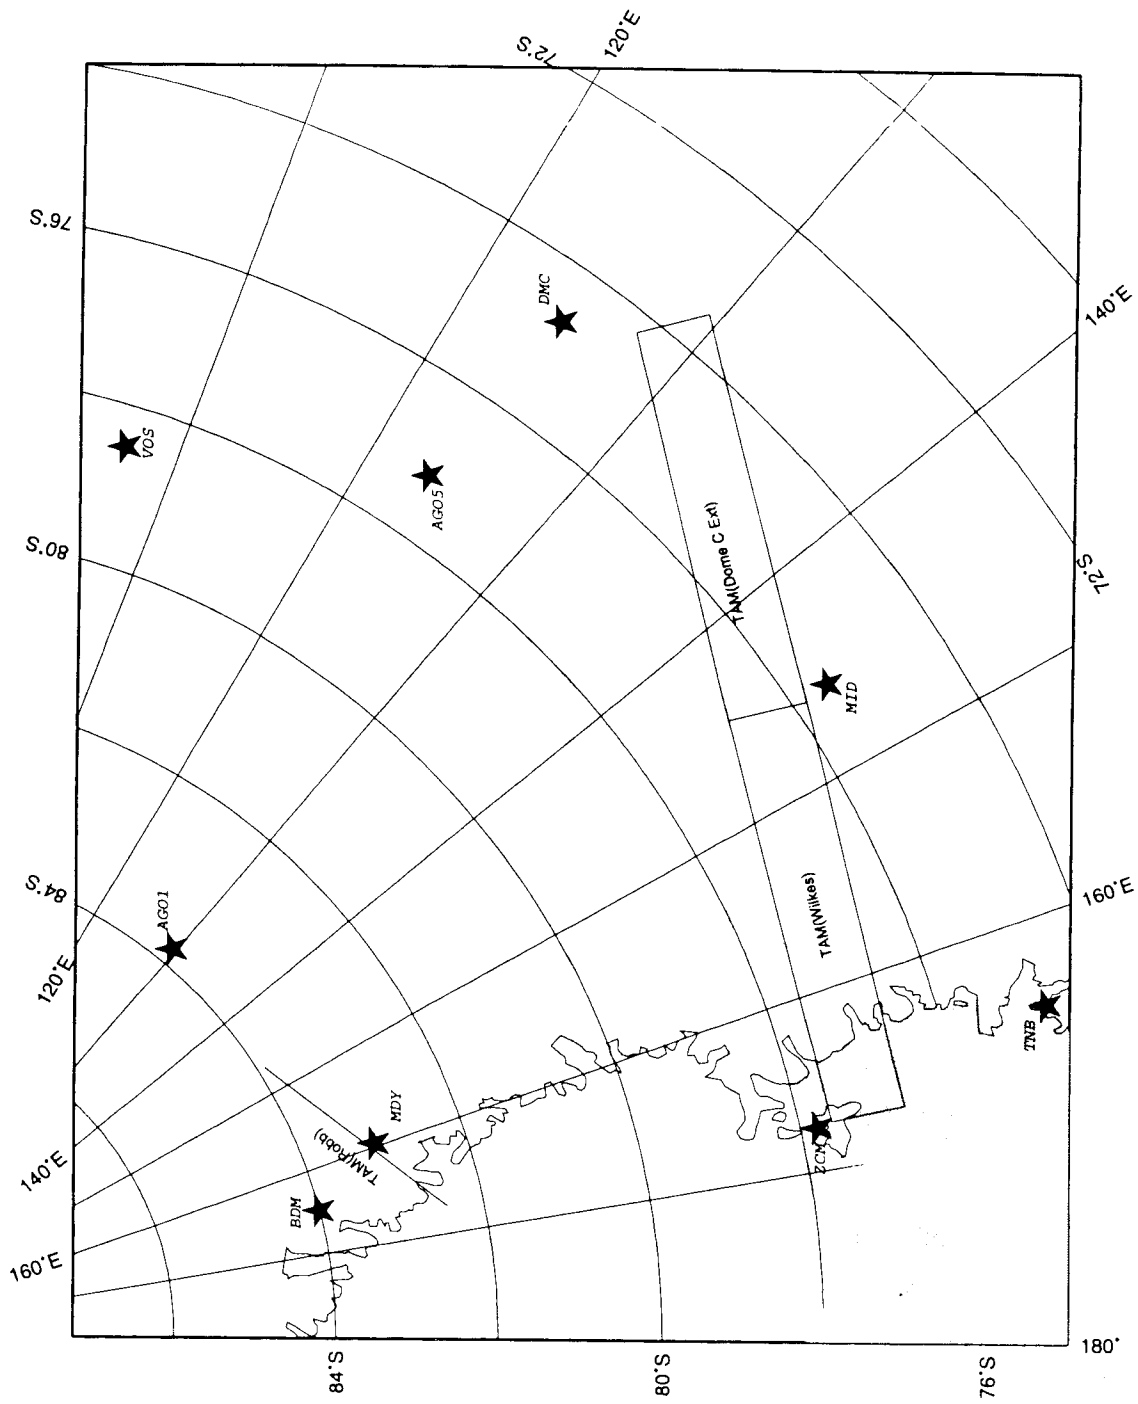 72°S
120°E
76°S
DMC
VOS
AGO5
140°E
80°S
TAM(Dome C Ext)
72°S
MID
84°S
AGO1
TAM(Wilkes)
160°E
120°E
TNB
MDY
TAM(Robb)
ZCM
140°E
BDM
160°E
180°
84°S
80°S
76°S